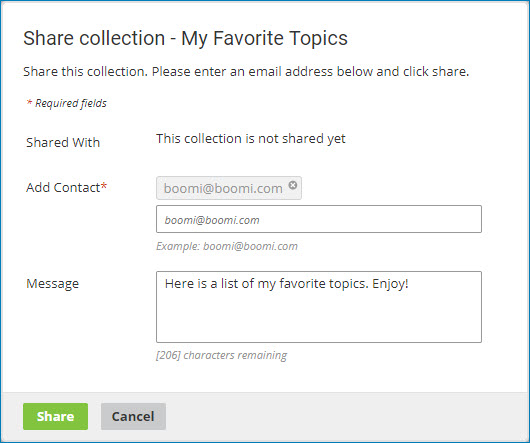 Share collection - My Favorite Topics
Share this collection. Please enter an email address below and click share.
* Required fields
Shared With
This collection is not shared yet
Add Contact*
boomi@boomi.com
boomi@boomi.com
Example: boomi@boomi.com
Message
Here is a list of my favorite topics. Enjoy!
[206] characters remaining
Share
Cancel